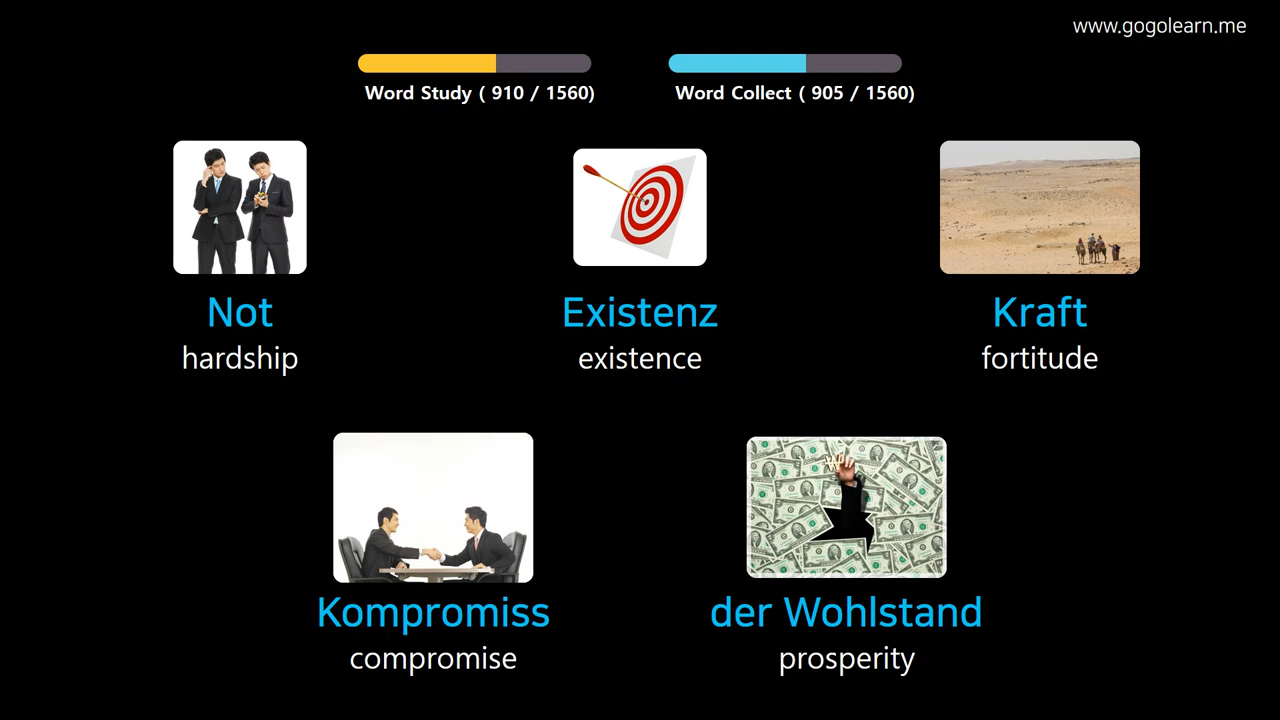 www.gogolearn.me
Word Study ( 910 / 1560)
Word Collect ( 905 / 1560)
Not
hardship
Existenz
existence
Kraft
fortitude
Kompromiss
compromise
der Wohlstand
prosperity